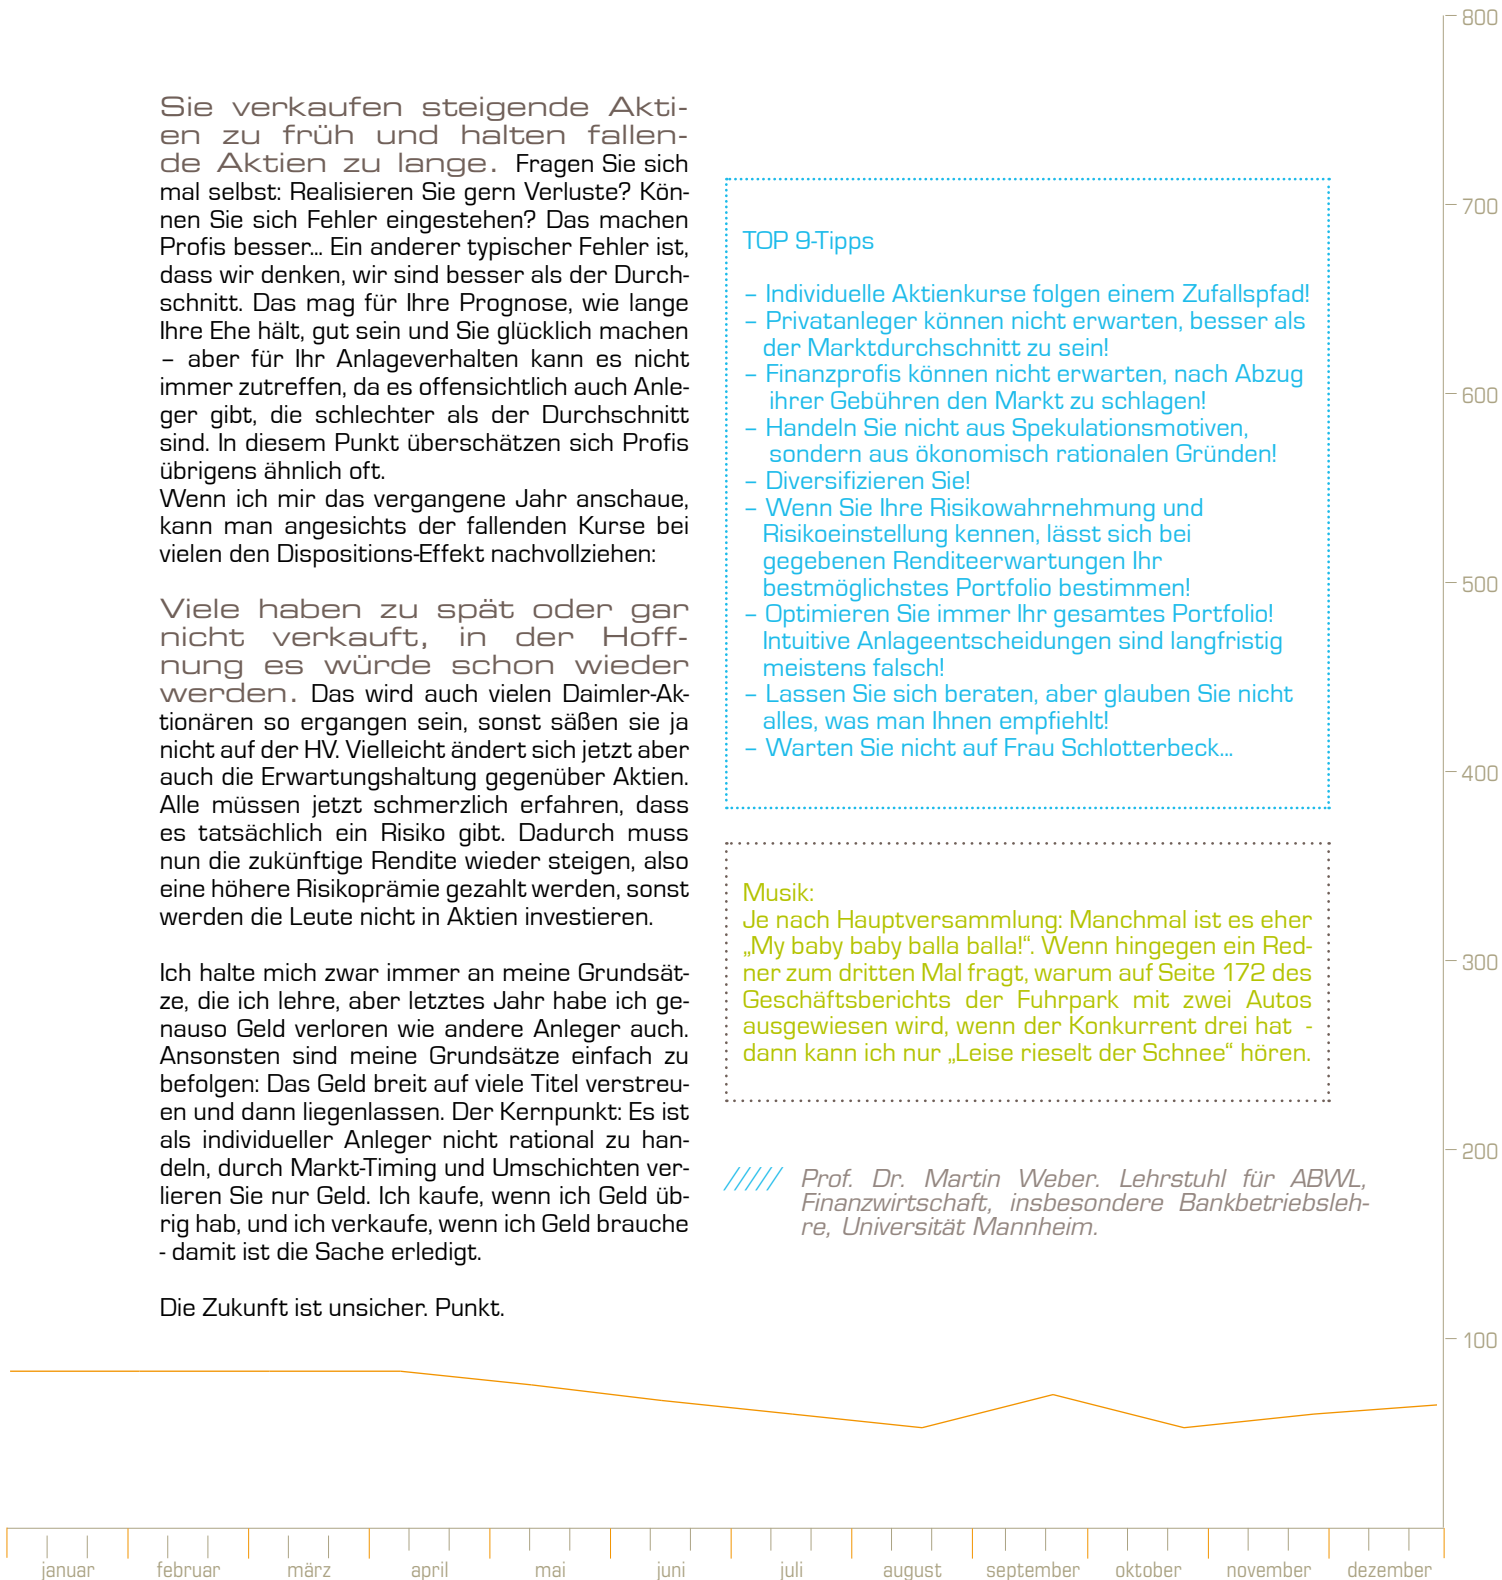 Sie verkaufen steigende Akti-
en zu früh und halten fallen-
de Aktien zu lange. Fragen Sie sich
mal selbst: Realisieren Sie gern Verluste? Kön-
nen Sie sich Fehler eingestehen? Das machen
Profis besser... Ein anderer typischer Fehler ist,
dass wir denken, wir sind besser als der Durch-
schnitt. Das mag für Ihre Prognose, wie lange
Ihre Ehe hält, gut sein und Sie glücklich machen
– aber für Ihr Anlageverhalten kann es nicht
immer zutreffen, da es offensichtlich auch Anle-
ger gibt, die schlechter als der Durchschnitt
sind. In diesem Punkt überschätzen sich Profis
übrigens ähnlich oft.
Wenn ich mir das vergangene Jahr anschaue,
kann man angesichts der fallenden Kurse bei
vielen den Dispositions-Effekt nachvollziehen:
Viele haben zu spät oder gar
nicht verkauft, in der Hoff-
nung es würde schon wieder
werden. Das wird auch vielen Daimler-Ak-
tionären so ergangen sein, sonst säßen sie ja
nicht auf der HV. Vielleicht ändert sich jetzt aber
auch die Erwartungshaltung gegenüber Aktien.
Alle müssen jetzt schmerzlich erfahren, dass
es tatsächlich ein Risiko gibt. Dadurch muss
nun die zukünftige Rendite wieder steigen, also
eine höhere Risikoprämie gezahlt werden, sonst
werden die Leute nicht in Aktien investieren.
Ich halte mich zwar immer an meine Grundsät-
ze, die ich lehre, aber letztes Jahr habe ich ge-
nauso Geld verloren wie andere Anleger auch.
Ansonsten sind meine Grundsätze einfach zu
befolgen: Das Geld breit auf viele Titel verstreu-
en und dann liegenlassen. Der Kernpunkt: Es ist
als individueller Anleger nicht rational zu han-
deln, durch Markt-Timing und Umschichten ver-
lieren Sie nur Geld. Ich kaufe, wenn ich Geld üb-
rig hab, und ich verkaufe, wenn ich Geld brauche
- damit ist die Sache erledigt.
Die Zukunft ist unsicher. Punkt.
TOP 9-Tipps
– Individuelle Aktienkurse folgen einem Zufallspfad!
– Privatanleger können nicht erwarten, besser als
der Marktdurchschnitt zu sein!
– Finanzprofis können nicht erwarten, nach Abzug
ihrer Gebühren den Markt zu schlagen!
– Handeln Sie nicht aus Spekulationsmotiven,
sondern aus ökonomisch rationalen Gründen!
– Diversifizieren Sie!
– Wenn Sie Ihre Risikowahrnehmung und
Risikoeinstellung kennen, lässt sich bei
gegebenen Renditeerwartungen Ihr
bestmöglichstes Portfolio bestimmen!
– Optimieren Sie immer Ihr gesamtes Portfolio!
Intuitive Anlageentscheidungen sind langfristig
meistens falsch!
– Lassen Sie sich beraten, aber glauben Sie nicht
alles, was man Ihnen empfiehlt!
– Warten Sie nicht auf Frau Schlotterbeck...
Musik:
Je nach Hauptversammlung: Manchmal ist es eher
„My baby baby balla balla!“. Wenn hingegen ein Red-
ner zum dritten Mal fragt, warum auf Seite 172 des
Geschäftsberichts der Fuhrpark mit zwei Autos
ausgewiesen wird, wenn der Konkurrent drei hat -
dann kann ich nur „Leise rieselt der Schnee“ hören.
///// Prof. Dr. Martin Weber. Lehrstuhl für ABWL,
Finanzwirtschaft, insbesondere Bankbetriebsleh-
re, Universität Mannheim.
800
700
600
500
400
300
200
100
januar februar märz april mai juni juli august september oktober november dezember